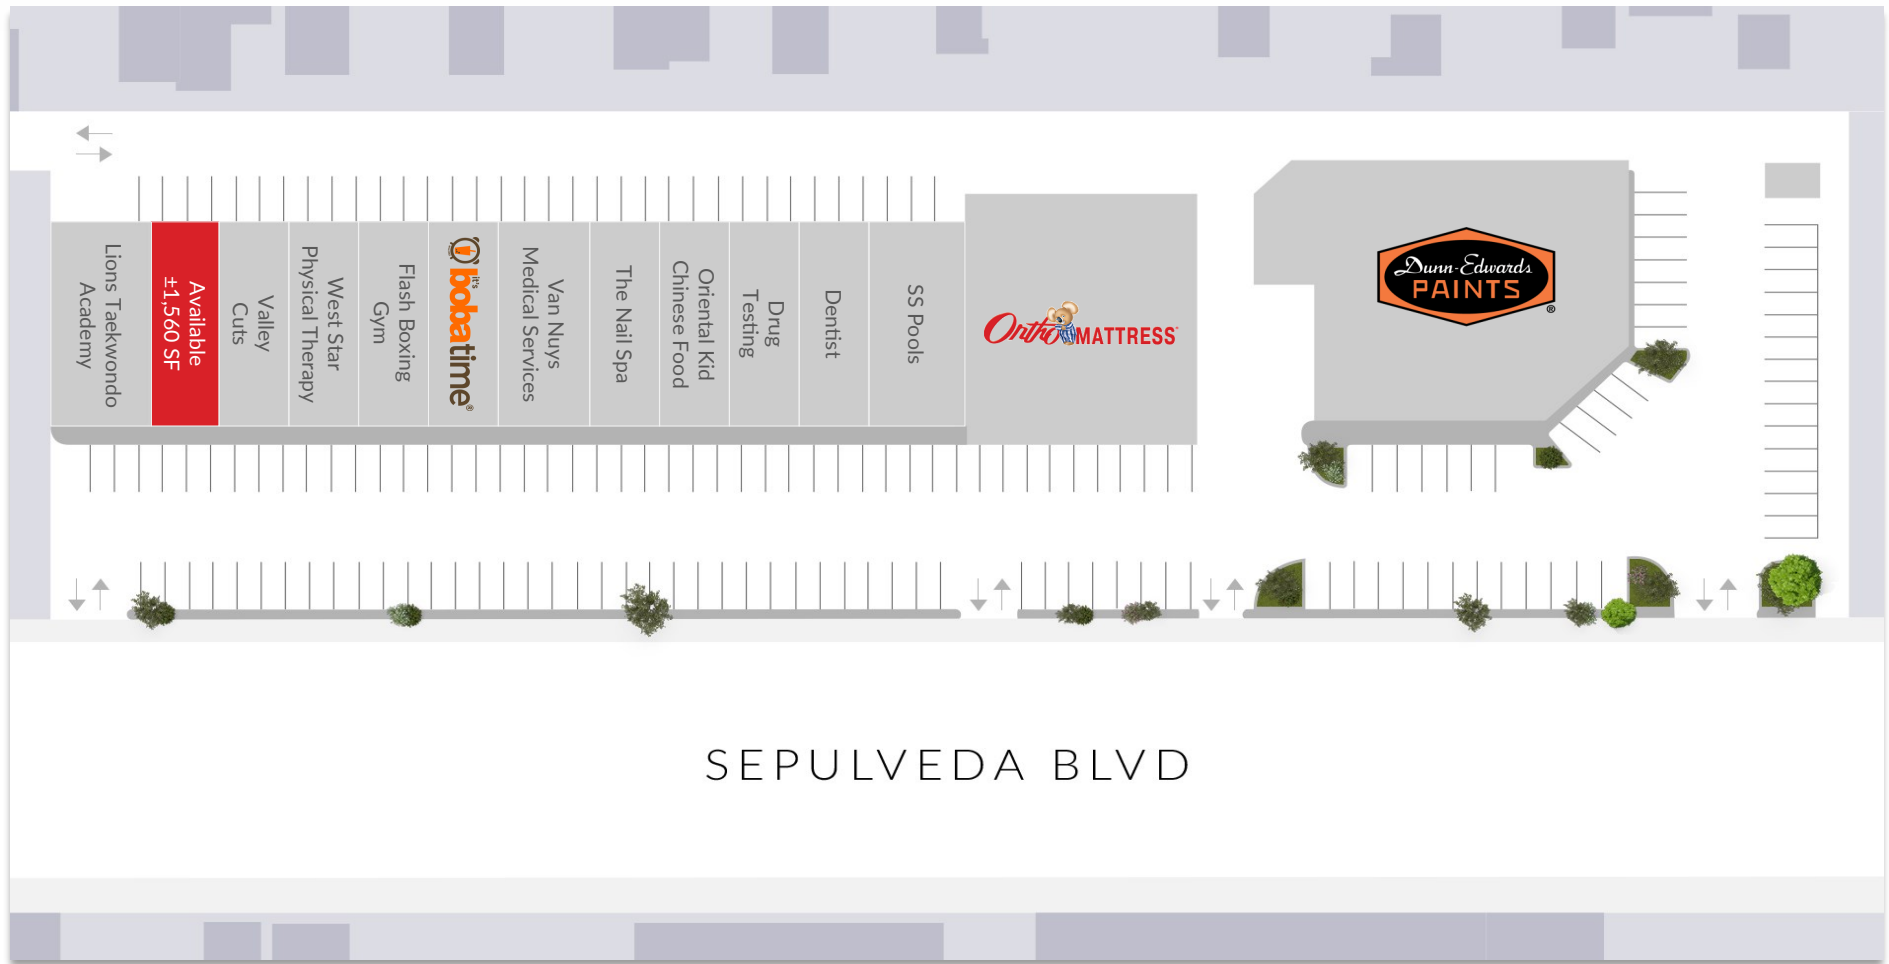 Lions Taekwondo
Academy
Available
±1,560 SF
Valley
Cuts
West Star
Physical Therapy
Flash Boxing
Gym
it's
bobatime®
Van Nuys
Medical Services
The Nail Spa
Oriental Kid
Chinese Food
Drug
Testing
Dentist
SS Pools
Ortho MATTRESS
Dunn-Edwards
PAINTS
®
SEPULVEDA BLVD